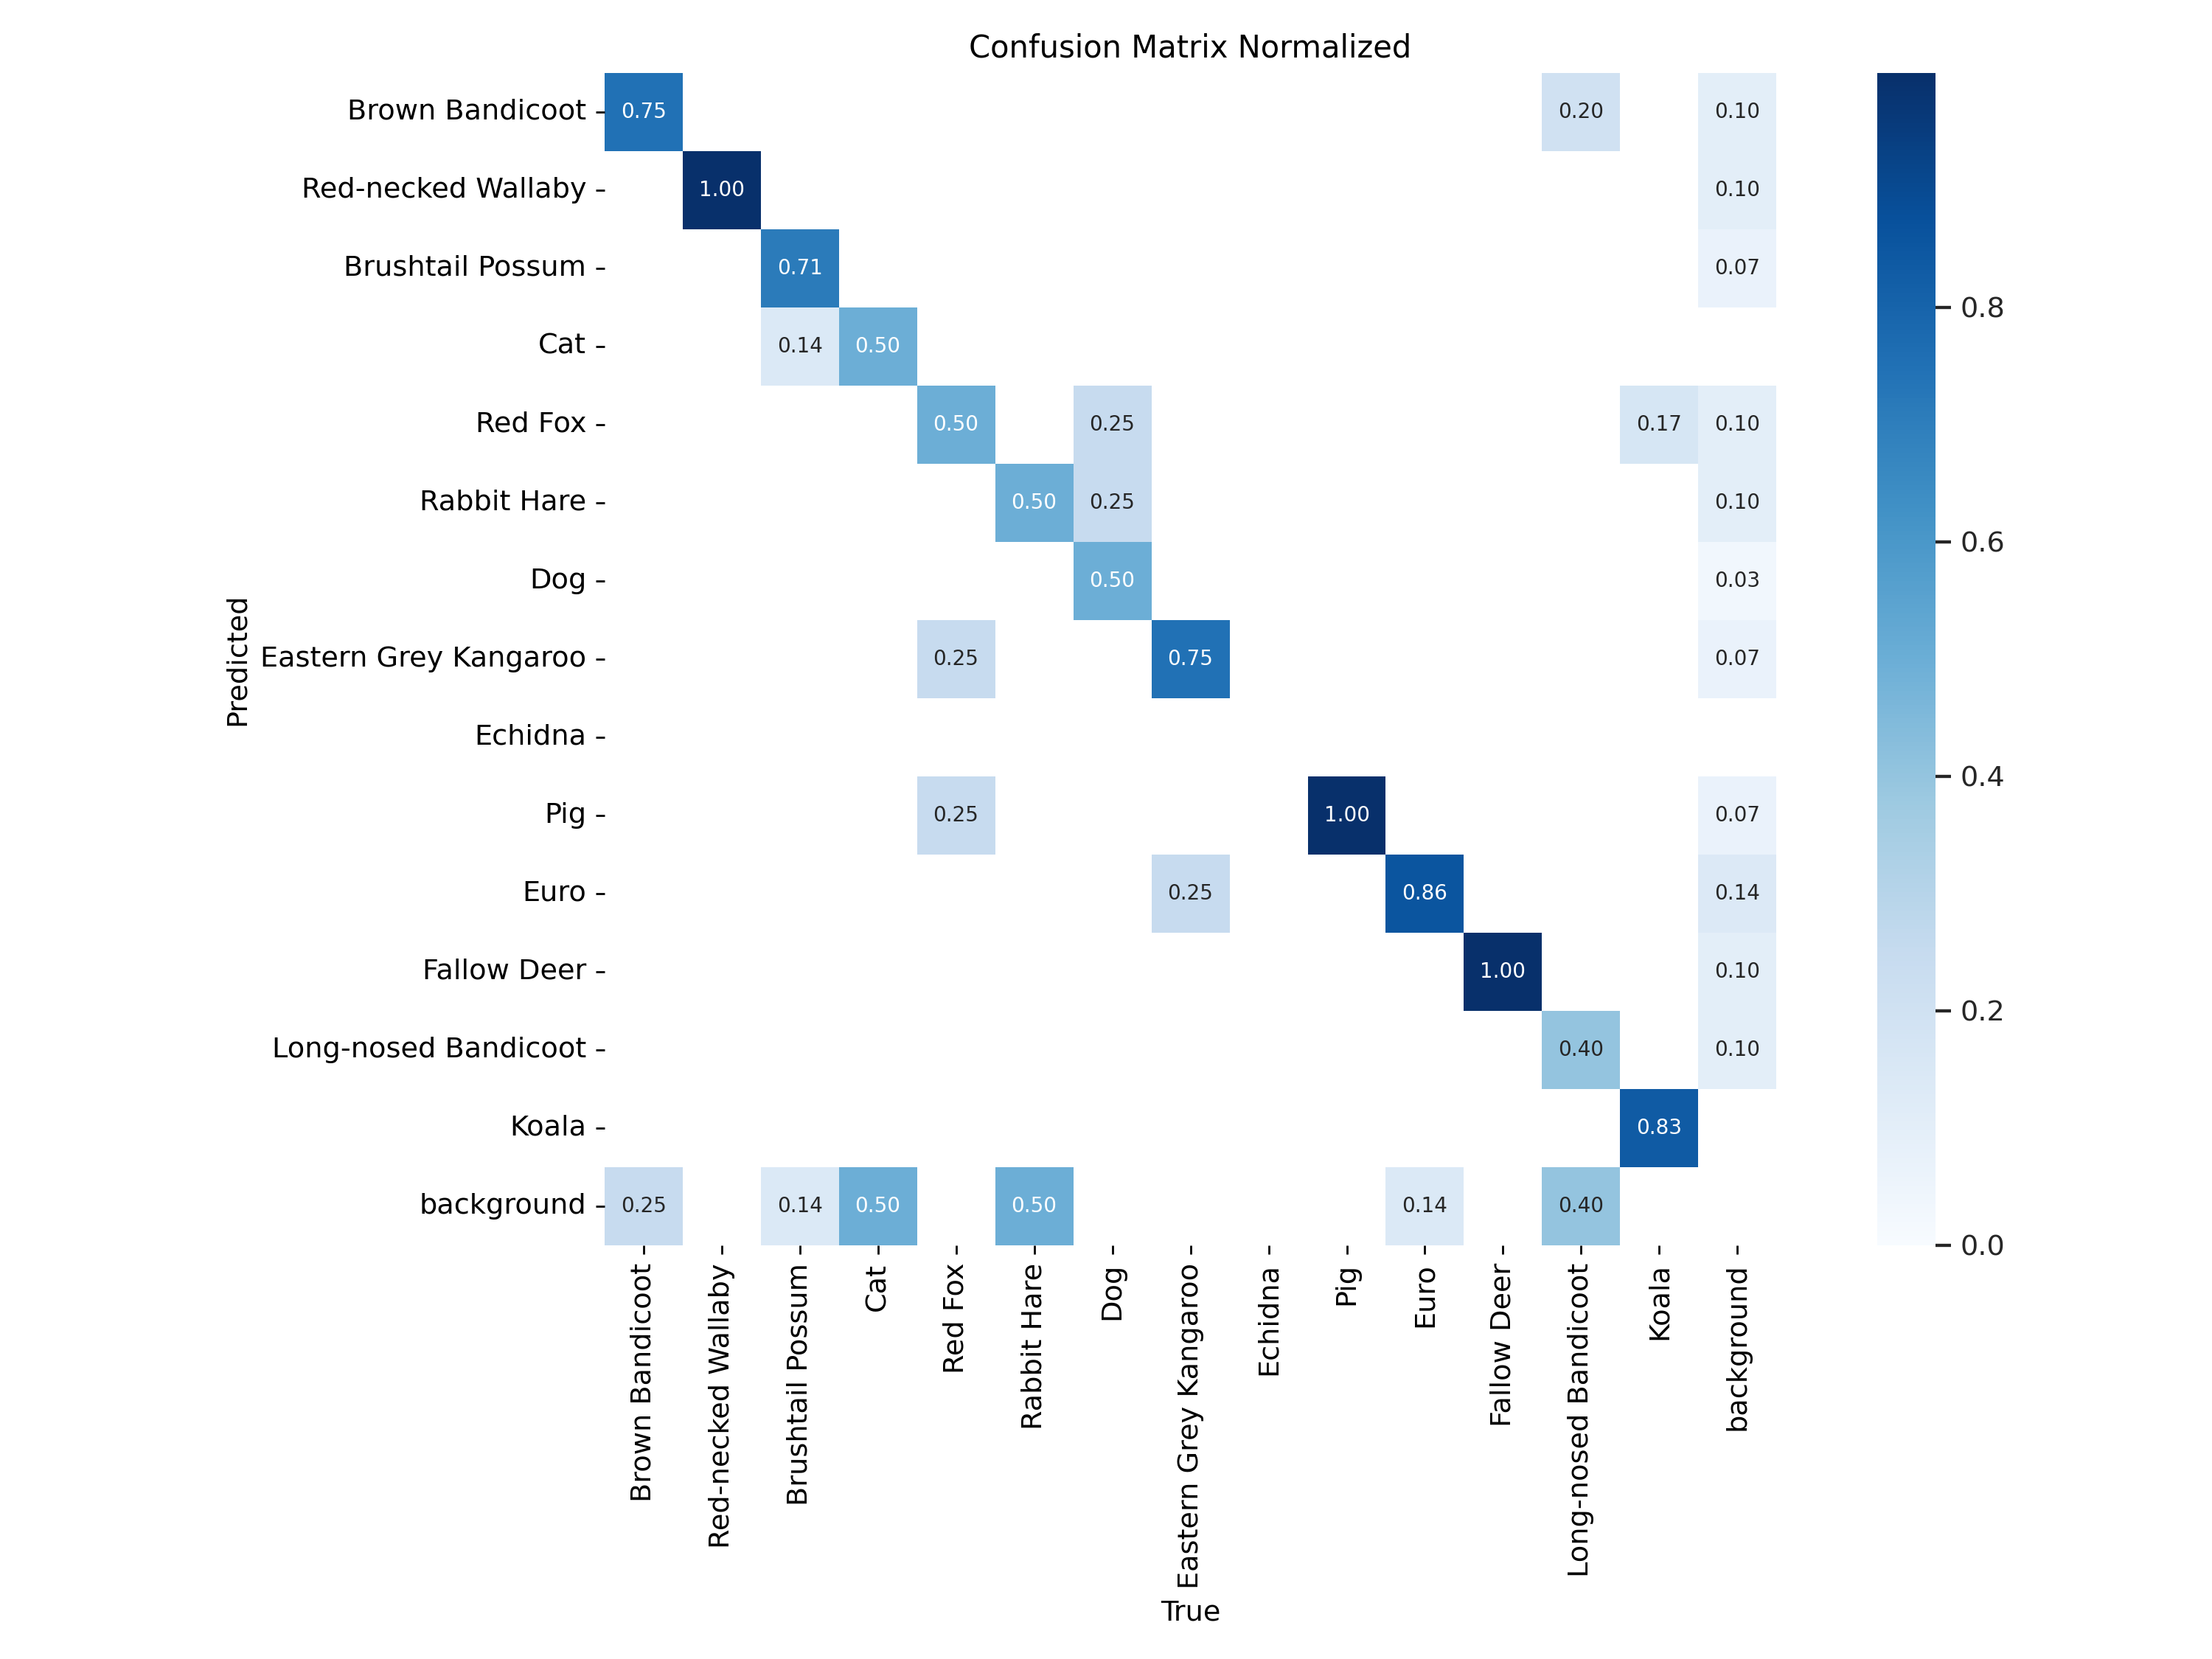 Confusion Matrix Normalized
Brown Bandicoot 0.75 0.20 0.10
Red-necked Wallaby 1.00 0.10
Brushtail Possum 0.71 0.07
0.8
Cat 0.14 0.50
Red Fox 0.50 0.25 0.17 0.10
Rabbit Hare 0.50 0.25 0.10
0.6
Dog 0.50 0.03
Predicted
Eastern Grey Kangaroo 0.25 0.75 0.07
Echidna
0.4
Pig 0.25 1.00 0.07
Euro 0.25 0.86 0.14
Fallow Deer 1.00 0.10
0.2
Long-nosed Bandicoot 0.40 0.10
Koala 0.83
background 0.25 0.14 0.50 0.50 0.14 0.40
0.0
Brown Bandicoot
Red-necked Wallaby
Brushtail Possum
Cat
Red Fox
Rabbit Hare
Dog
Eastern Grey Kangaroo
Echidna
Pig
Euro
Fallow Deer
Long-nosed Bandicoot
Koala
background
True